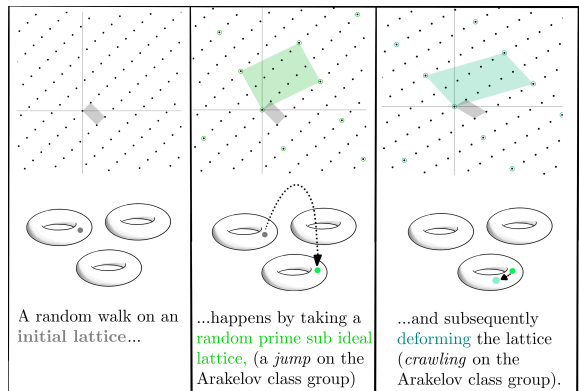 A random walk on an
initial lattice...
...happens by taking a
random prime sub ideal
lattice, (a jump on the
Arakelov class group)
...and subsequently
deforming the lattice
(crawling on the
Arakelov class group).